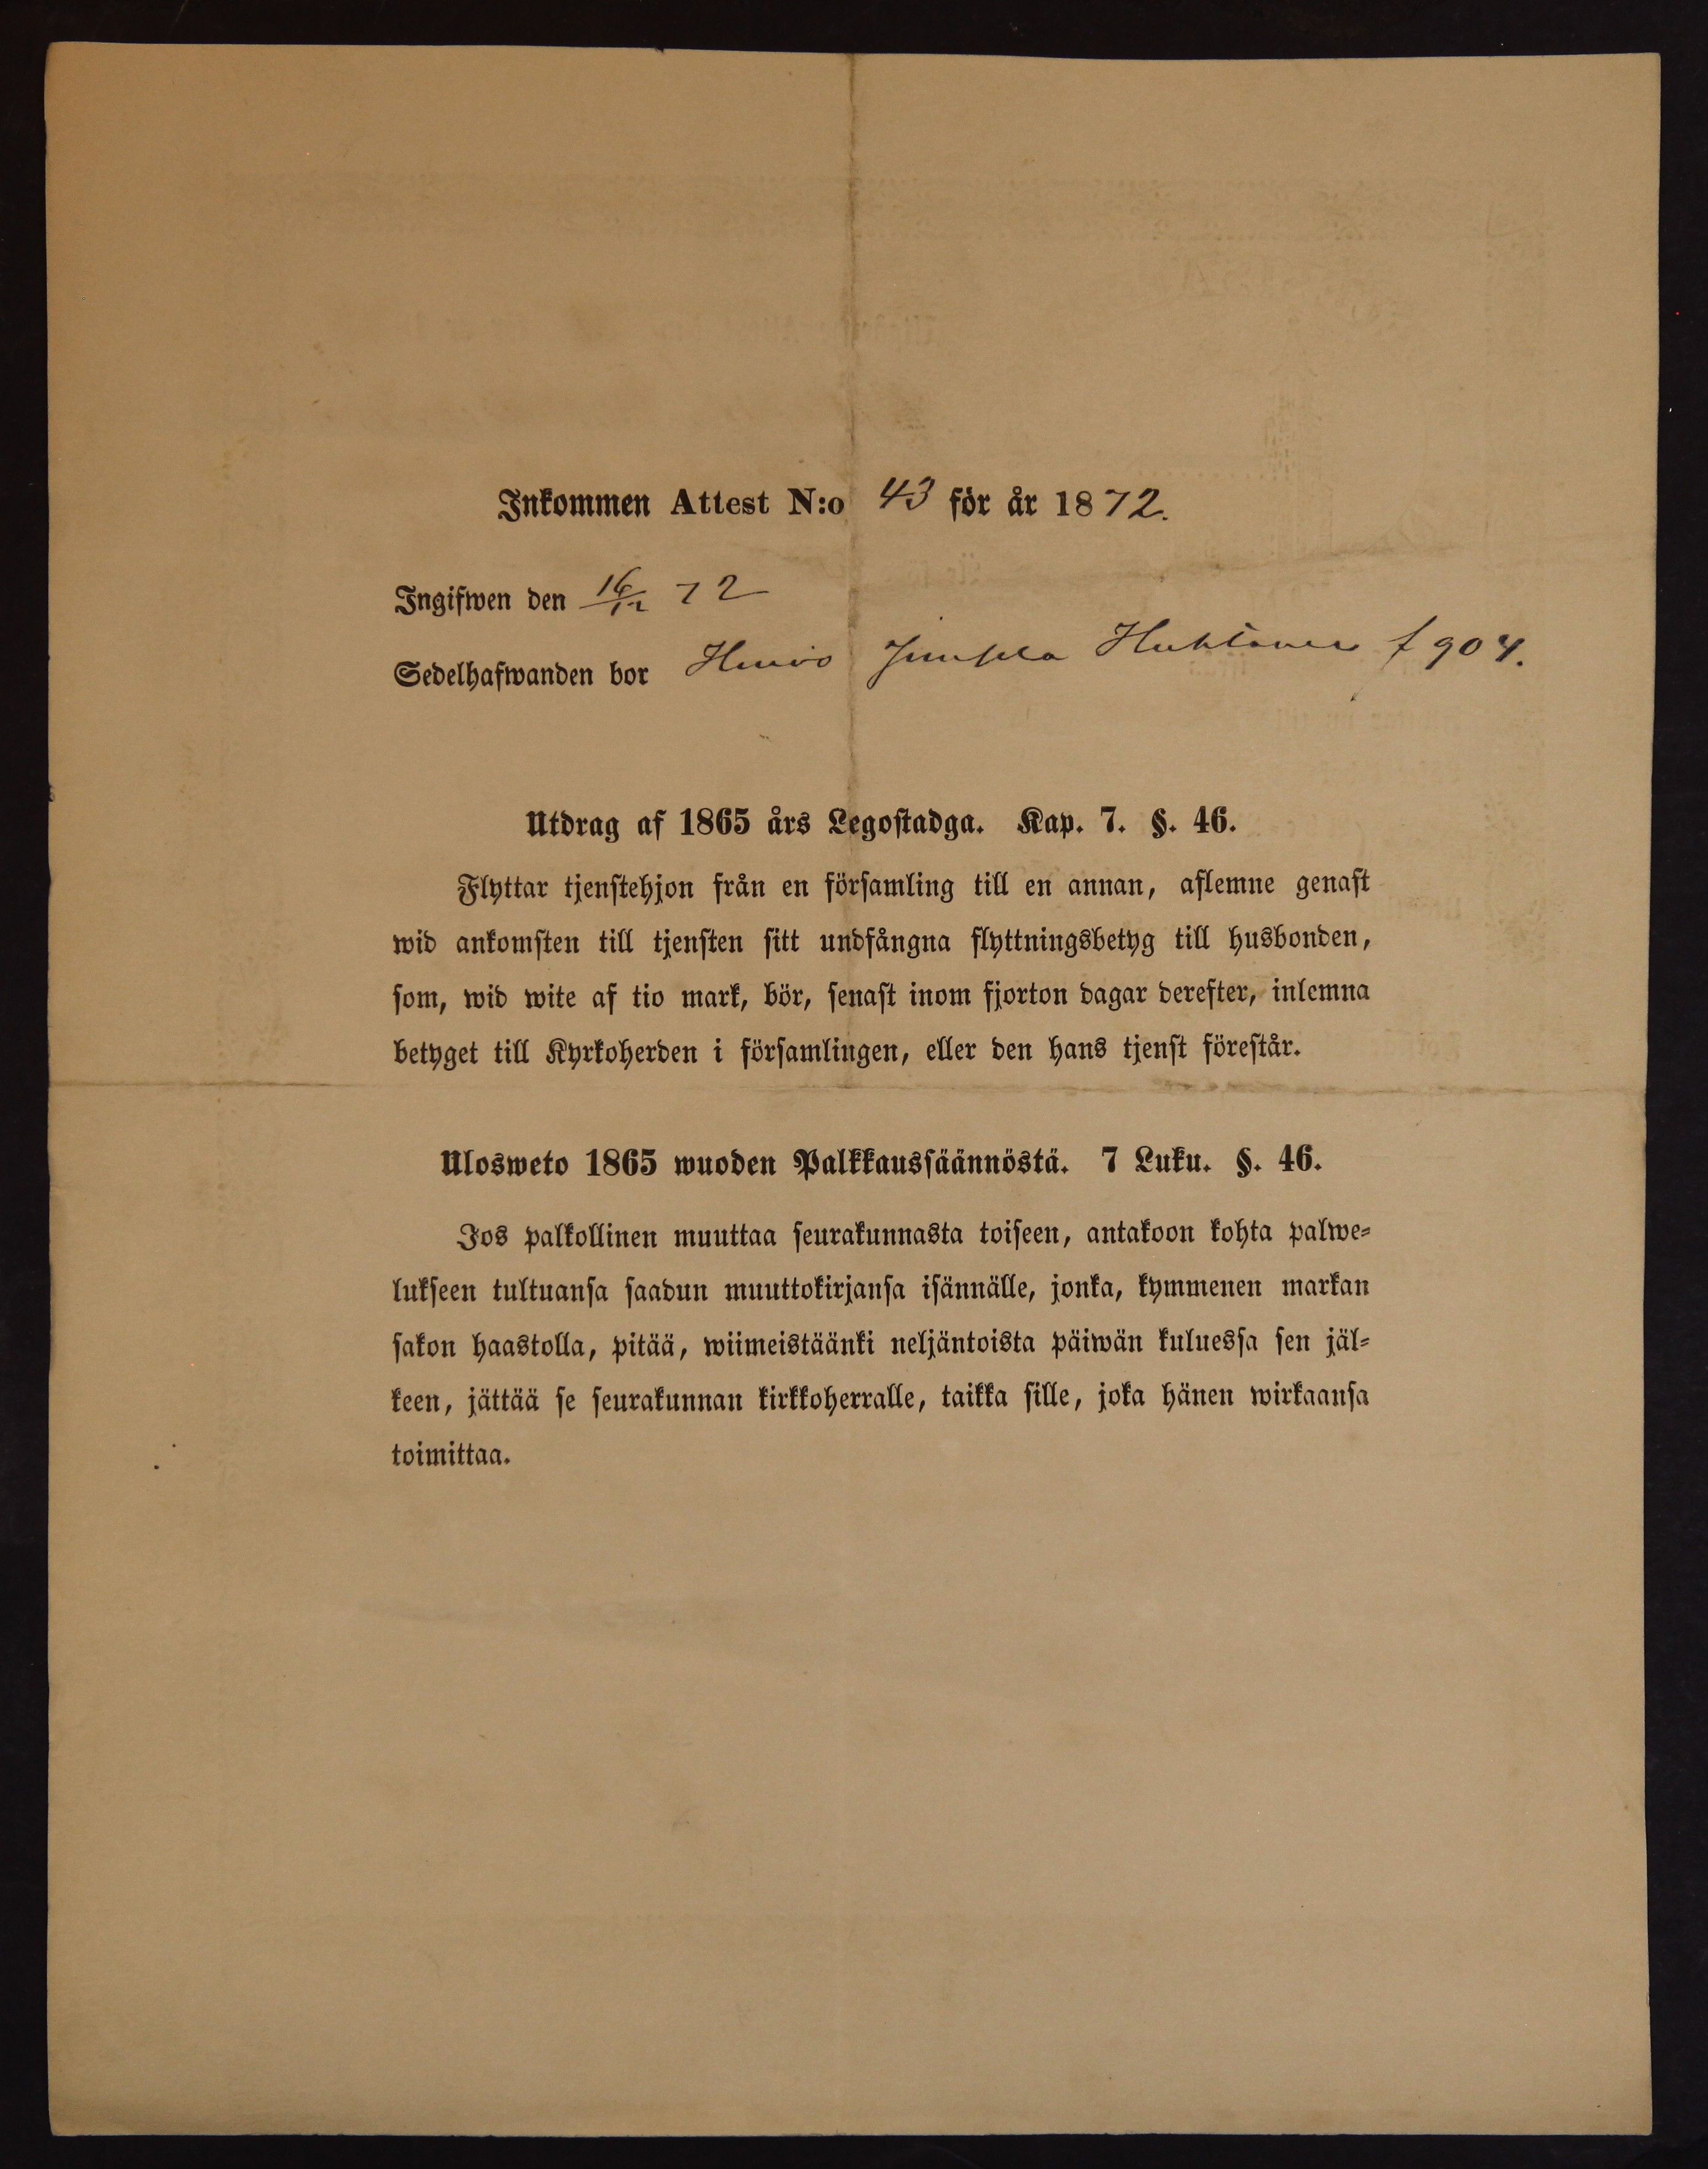 Inkommen Attest N:o 43 för år 1872.
Ingifwen den 16/12 72
Sedelhafwanden bor Huhtanen f 904.
Utdrag af 1865 års Legostadga. Kap. 7. §. 46.
Flyttar tjenstehjon från en församling till en annan, aflemne genast
wid ankomsten till tjensten sitt undfångna flyttningsbetyg till husbonden,
som, wid wite af tio mark, bör, senast inom fjorton dagar derefter, inlemna
betyget till Kyrkoherden i församlingen, eller den hans tjenst förestår.
Ulosweto 1865 wuoden Palkkaussäännöstä. 7 Luku. §. 46.
Jos palkollinen muuttaa seurakunnasta toiseen, antakoon kohta palwe=
lukseen tultuansa saadun muuttokirjansa isännälle, jonka, kymmenen markan
sakon haastolla, pitää, wiimeistäänki neljäntoista päiwän kuluessa sen jäl=
keen, jättää se seurakunnan kirkkoherralle, taikka sille, joka hänen wirkaansa
toimittaa.